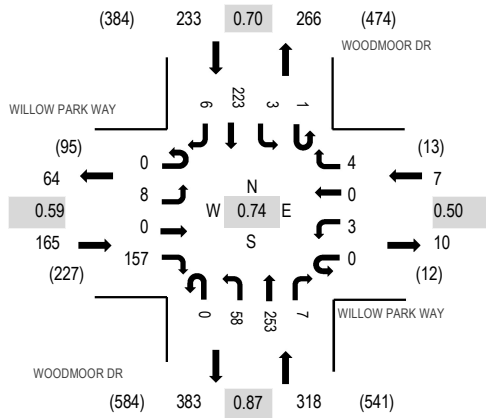 (384) 233 0.70 266 (474)
WOODMOOR DR
6 223 3 1
WILLOW PARK WAY
(95) 0 4 (13)
64 8 N 0 7
0.59 0 W 0.74 E 3 0.50
165 157 S 0 10
(227) (12)
0 58 253 7
WILLOW PARK WAY
WOODMOOR DR
(584) 383 0.87 318 (541)